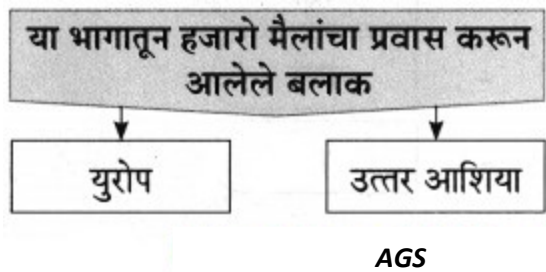 या भागातून हजारो मैलांचा प्रवास करून
आलेले बलाक
युरोप
उत्तर आशिया
AGS